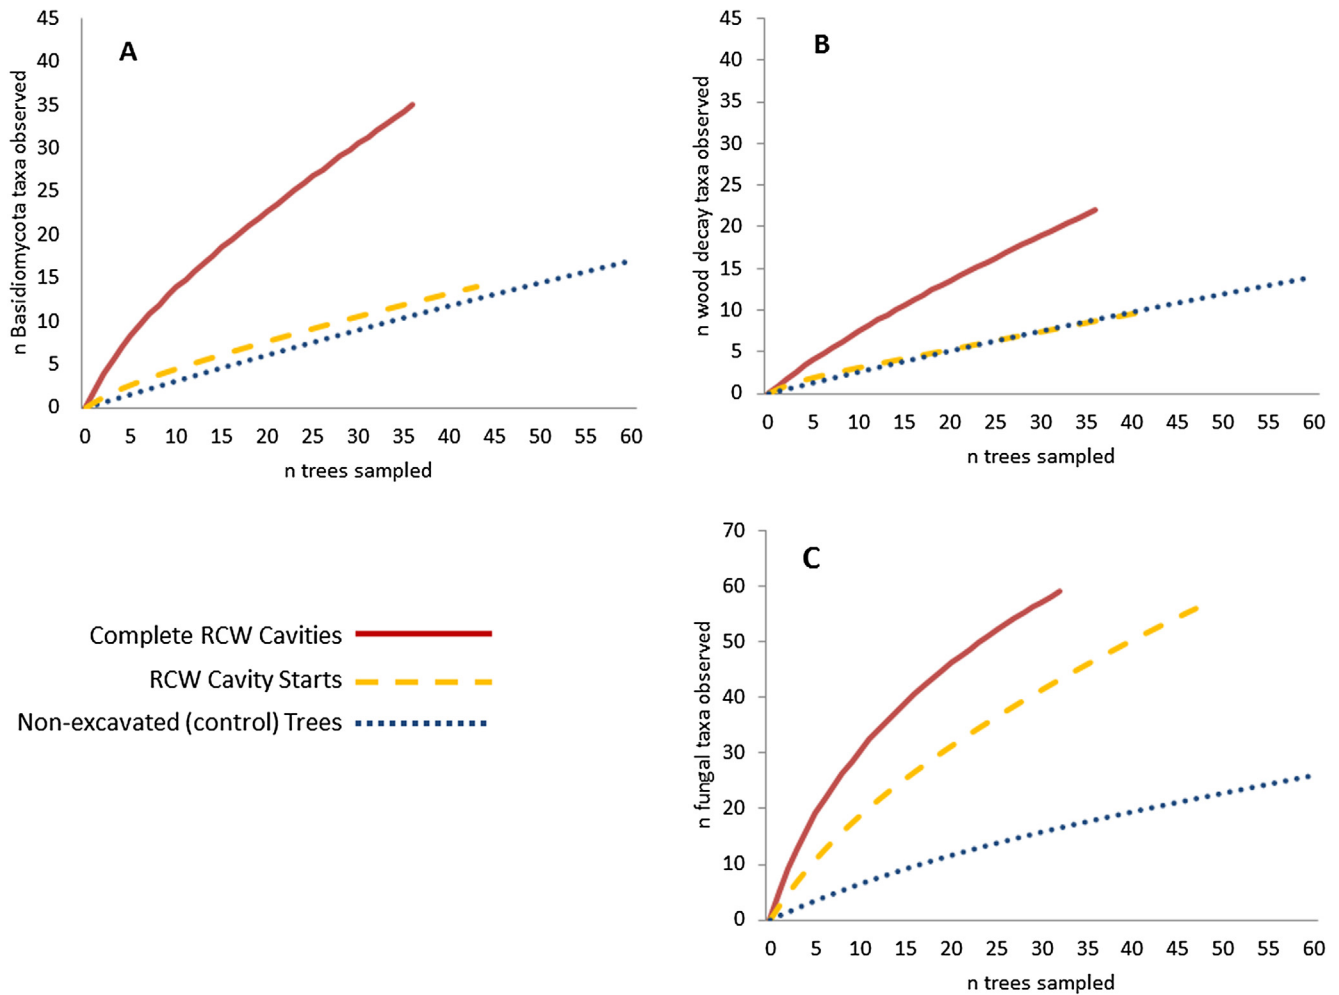 A
n Basidiomycota taxa observed
45
40
35
30
25
20
15
10
5
0
0 5 10 15 20 25 30 35 40 45 50 55 60
n trees sampled
B
n wood decay taxa observed
45
40
35
30
25
20
15
10
5
0
0 5 10 15 20 25 30 35 40 45 50 55 60
n trees sampled
Complete RCW Cavities
RCW Cavity Starts
Non-excavated (control) Trees
C
n fungal taxa observed
70
60
50
40
30
20
10
0
0 5 10 15 20 25 30 35 40 45 50 55 60
n trees sampled